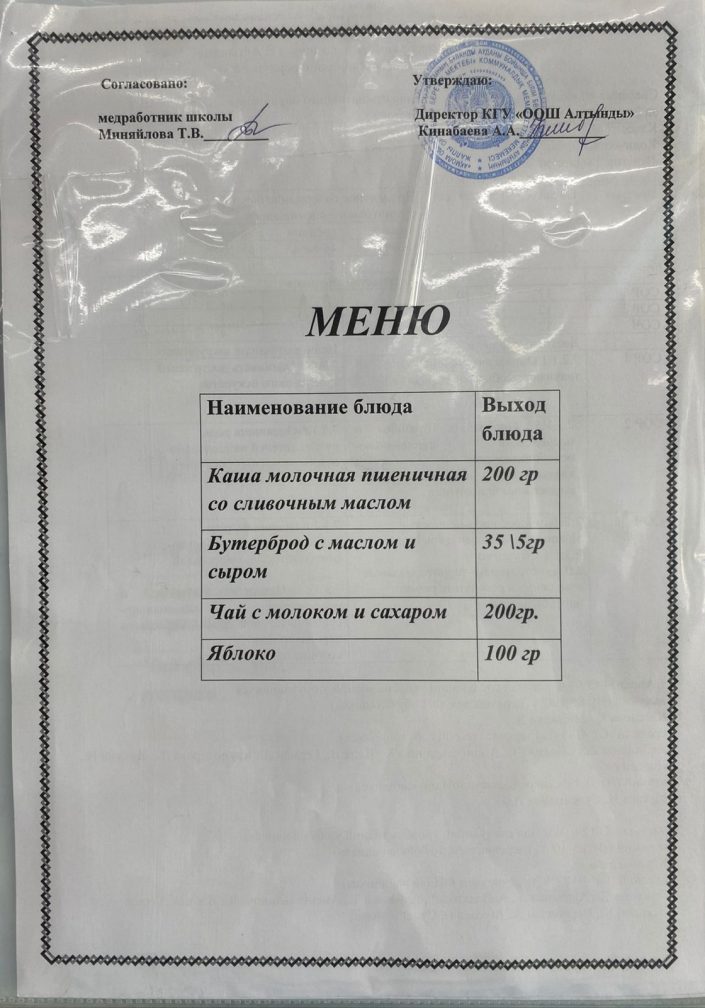 Согласовано:
Утверждаю:
медработник школы
Миняйлова Т.В.
Директор КГУ «ООШ Алтынды»
Кинабаева А.А.
МЕНЮ
Наименование блюда
Выход
блюда
Каша молочная пшеничная
со сливочным маслом
200 гр
Бутерброд с маслом и
сыром
35 \5гр
Чай с молоком и сахаром
200гр.
Яблоко
100 гр